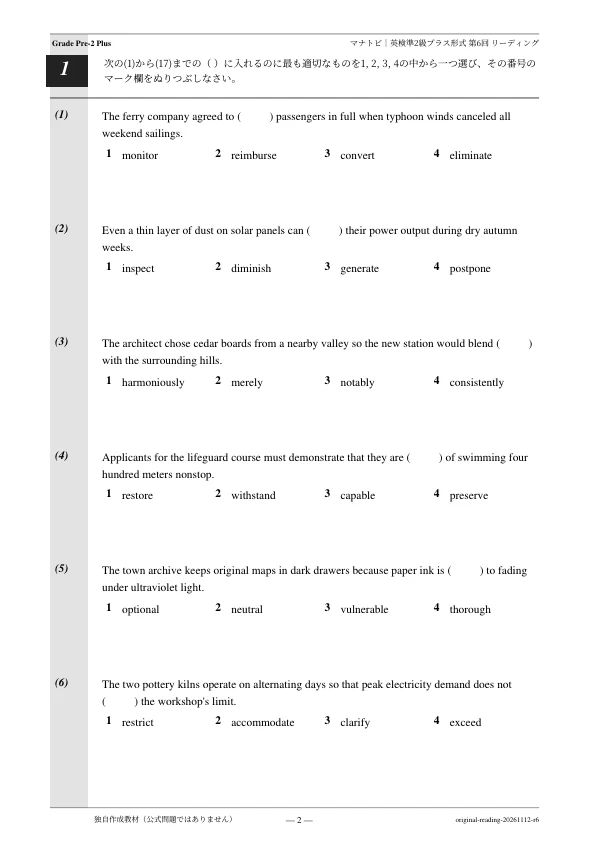 Grade Pre-2 Plus
マナトビ｜英検準2級プラス形式 第6回 リーディング
1
次の(1)から(17)までの（ ）に入れるのに最も適切なものを1, 2, 3, 4の中から一つ選び、その番号の
マーク欄をぬりつぶしなさい。
(1) The ferry company agreed to ( ) passengers in full when typhoon winds canceled all
weekend sailings.
1 monitor 2 reimburse 3 convert 4 eliminate
(2) Even a thin layer of dust on solar panels can ( ) their power output during dry autumn
weeks.
1 inspect 2 diminish 3 generate 4 postpone
(3) The architect chose cedar boards from a nearby valley so the new station would blend ( )
with the surrounding hills.
1 harmoniously 2 merely 3 notably 4 consistently
(4) Applicants for the lifeguard course must demonstrate that they are ( ) of swimming four
hundred meters nonstop.
1 restore 2 withstand 3 capable 4 preserve
(5) The town archive keeps original maps in dark drawers because paper ink is ( ) to fading
under ultraviolet light.
1 optional 2 neutral 3 vulnerable 4 thorough
(6) The two pottery kilns operate on alternating days so that peak electricity demand does not
( ) the workshop's limit.
1 restrict 2 accommodate 3 clarify 4 exceed
独自作成教材（公式問題ではありません）
— 2 —
original-reading-20261112-r6